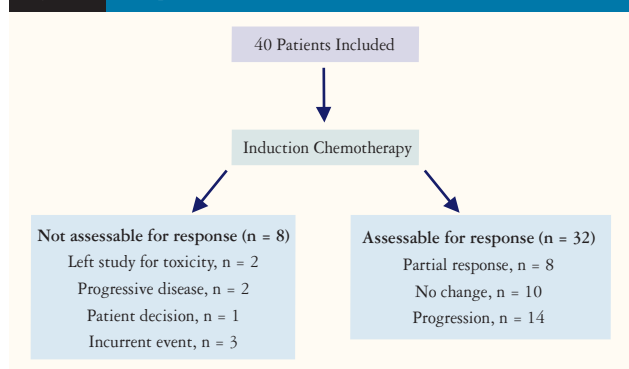 40 Patients Included
Induction Chemotherapy
Not assessable for response (n = 8)
Left study for toxicity, n = 2
Progressive disease, n = 2
Patient decision, n = 1
Incurrent event, n = 3
Assessable for response (n = 32)
Partial response, n = 8
No change, n = 10
Progression, n = 14